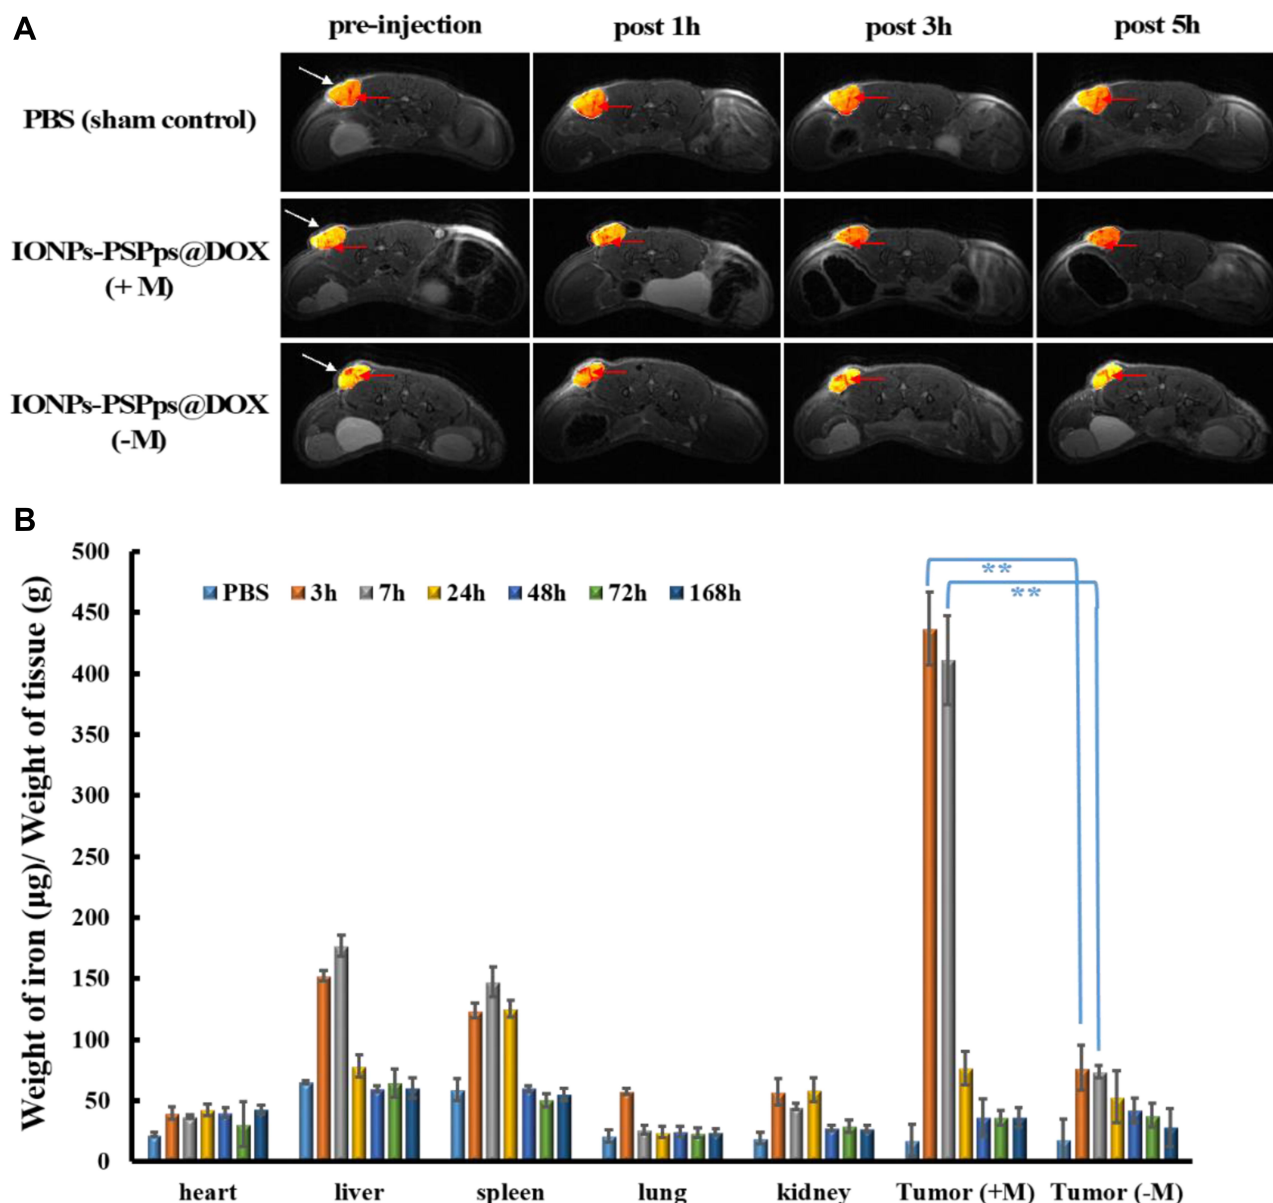 A
pre-injection post 1h post 3h post 5h
PBS (sham control)
IONPs-PSPps@DOX
(+ M)
IONPs-PSPps@DOX
(-M)
B
Weight of iron (μg)/ Weight of tissue (g)
500
450
400
350
300
250
200
150
100
50
0
PBS 3h 7h 24h 48h 72h 168h
**
**
heart liver spleen lung kidney Tumor (+M) Tumor (-M)